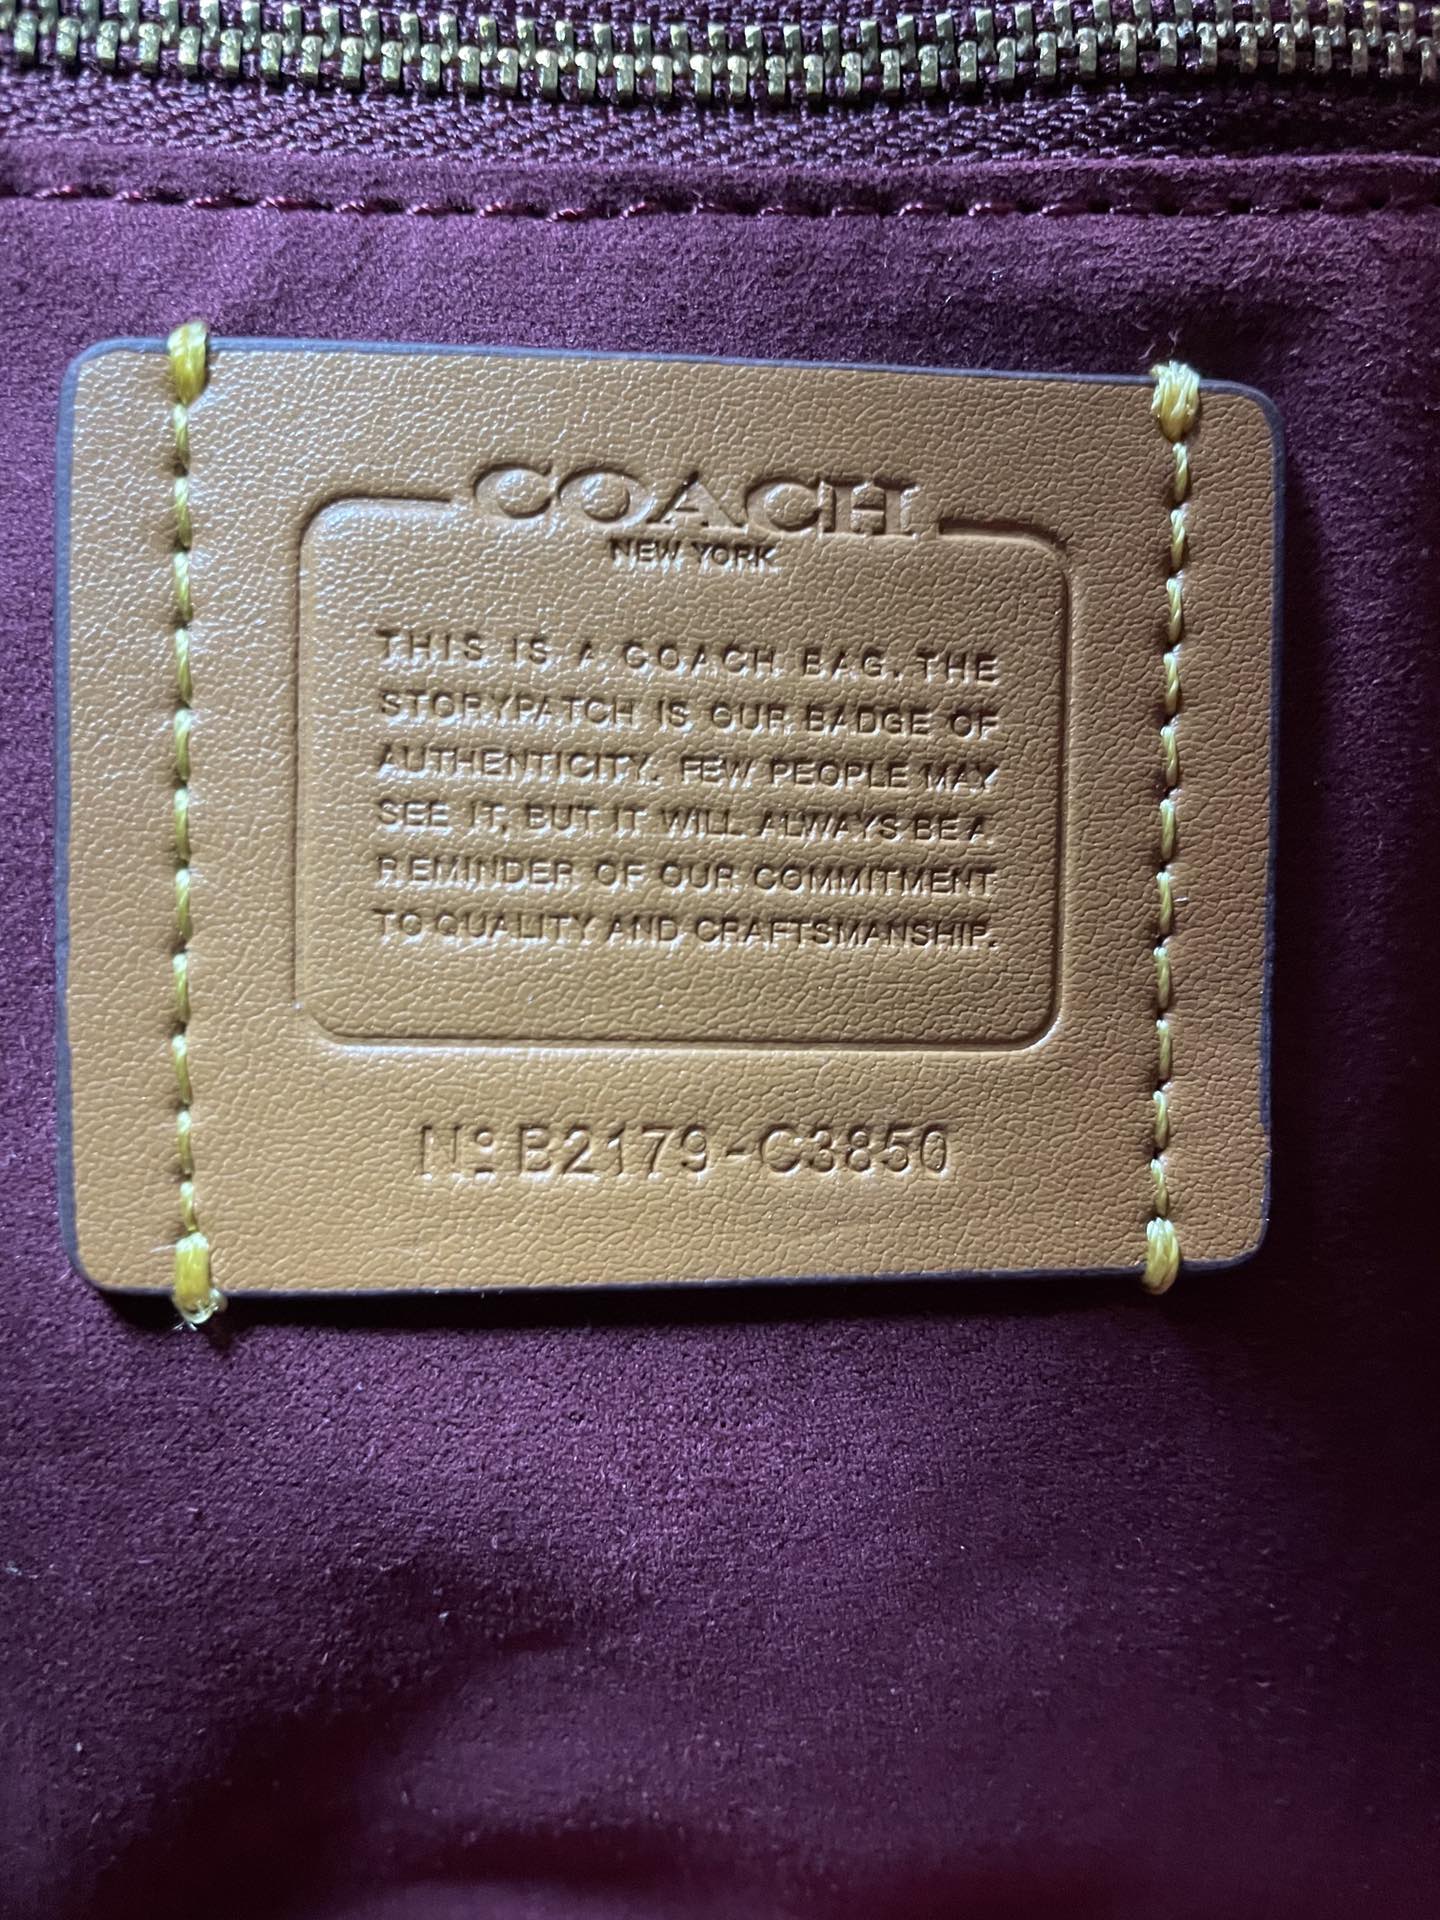 COACH
NEW YORK
THIS IS A COACH BAG. THE
STORYPATCH IS OUR BADGE OF
AUTHENTICITY. FEW PEOPLE MAY
SEE IT, BUT IT WILL ALWAYS BE A
REMINDER OF OUR COMMITMENT
TO QUALITY AND CRAFTSMANSHIP.
Nº B2179-C3850